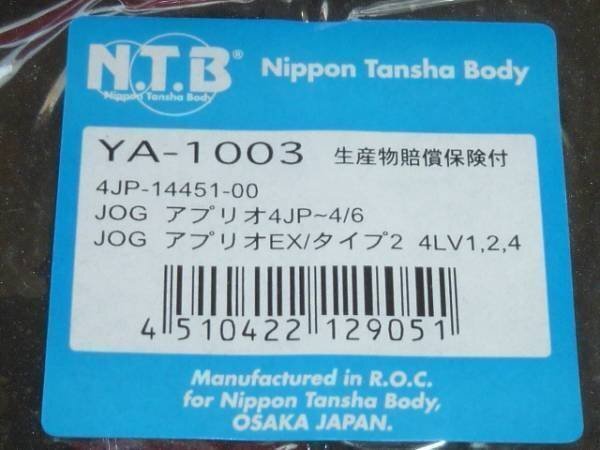 N.T.B® Nippon Tansha Body
Nippon Tansha Body
YA-1003 生産物賠償保険付
4JP-14451-00
JOG アプリオ4JP~4/6
JOG アプリオEX/タイプ2 4LV1,2,4
4 510422 129051
Manufactured in R.O.C.
for Nippon Tansha Body,
OSAKA JAPAN.